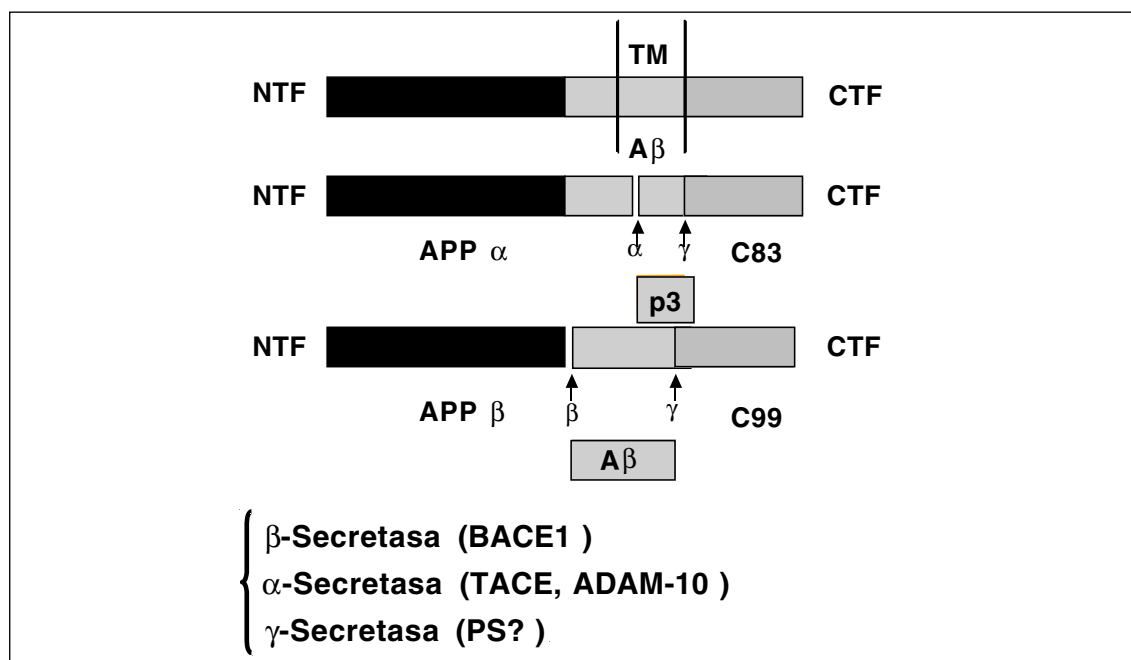 TM
NTF CTF
Aβ
NTF CTF
α γ
APP α C83
p3
NTF CTF
β γ
APP β C99
Aβ
β-Secretasa (BACE1 )
α-Secretasa (TACE, ADAM-10 )
γ-Secretasa (PS? )